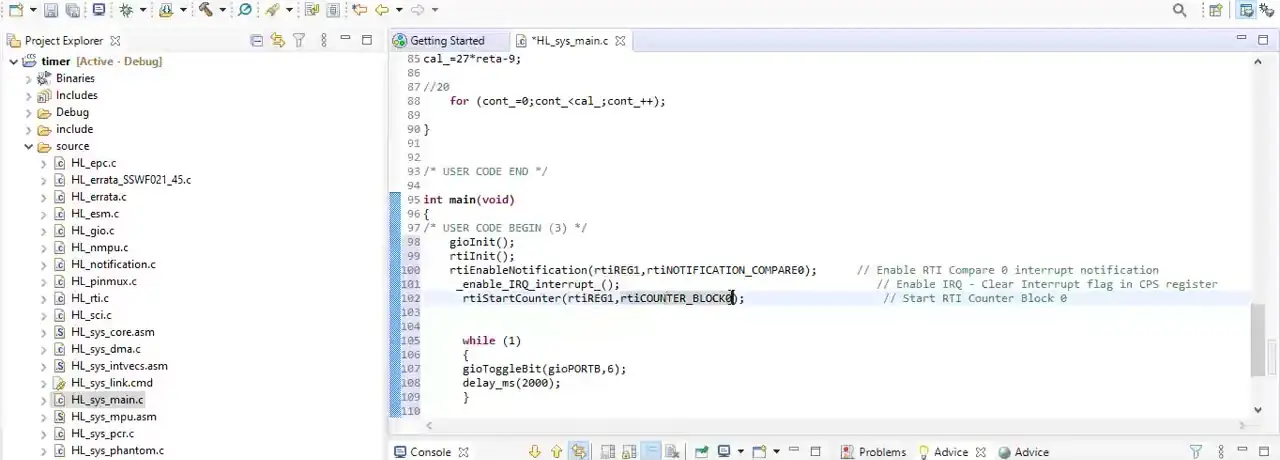 Project Explorer
timer [Active - Debug]
Binaries
Includes
Debug
include
source
HL_epc.c
HL_errata_SSWF021_45.c
HL_errata.c
HL_esm.c
HL_gio.c
HL_nmpu.c
HL_notification.c
HL_pinmux.c
HL_rti.c
HL_sci.c
HL_sys_core.asm
HL_sys_dma.c
HL_sys_intvecs.asm
HL_sys_link.cmd
HL_sys_main.c
HL_sys_mpu.asm
HL_sys_pcr.c
HL_sys_phantom.c
Getting Started *HL_sys_main.c
85 cal_=27*reta-9;
86
87 //20
88 for (cont_=0;cont_<cal_;cont_++);
89
90 }
91
92
93 /* USER CODE END */
94
95 int main(void)
96 {
97 /* USER CODE BEGIN (3) */
98 gioInit();
99 rtiInit();
100 rtiEnableNotification(rtiREG1,rtiNOTIFICATION_COMPARE0); // Enable RTI Compare 0 interrupt notification
101 _enable_IRQ_interrupt_(); // Enable IRQ - Clear Interrupt flag in CPS register
102 rtiStartCounter(rtiREG1,rtiCOUNTER_BLOCK0); // Start RTI Counter Block 0
103
104
105 while (1)
106 {
107 gioToggleBit(gioPORTB,6);
108 delay_ms(2000);
109 }
110
Console
Problems Advice Advice